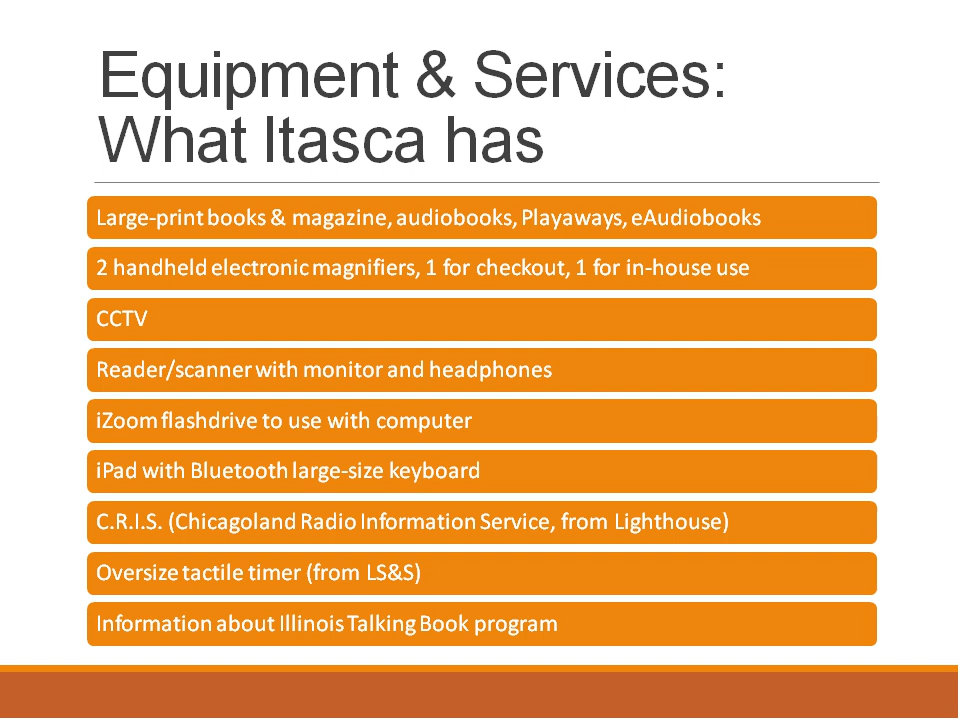 Equipment & Services:
What Itasca has
Large-print books & magazine, audiobooks, Playaways, eAudiobooks
2 handheld electronic magnifiers, 1 for checkout, 1 for in-house use
CCTV
Reader/scanner with monitor and headphones
iZoom flashdrive to use with computer
iPad with Bluetooth large-size keyboard
C.R.I.S. (Chicagoland Radio Information Service, from Lighthouse)
Oversize tactile timer (from LS&S)
Information about Illinois Talking Book program